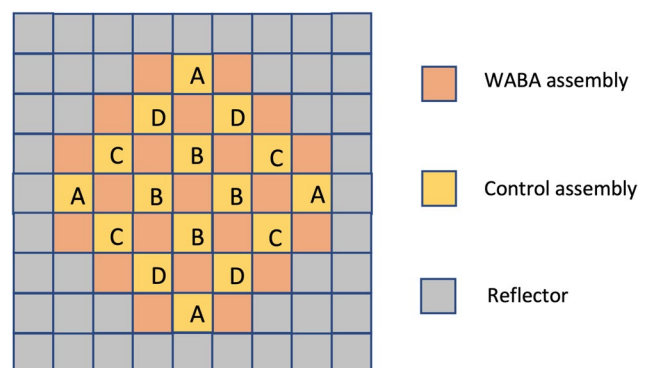 A
D D
C B C
A B B A
C B C
D D
A
WABA assembly
Control assembly
Reflector